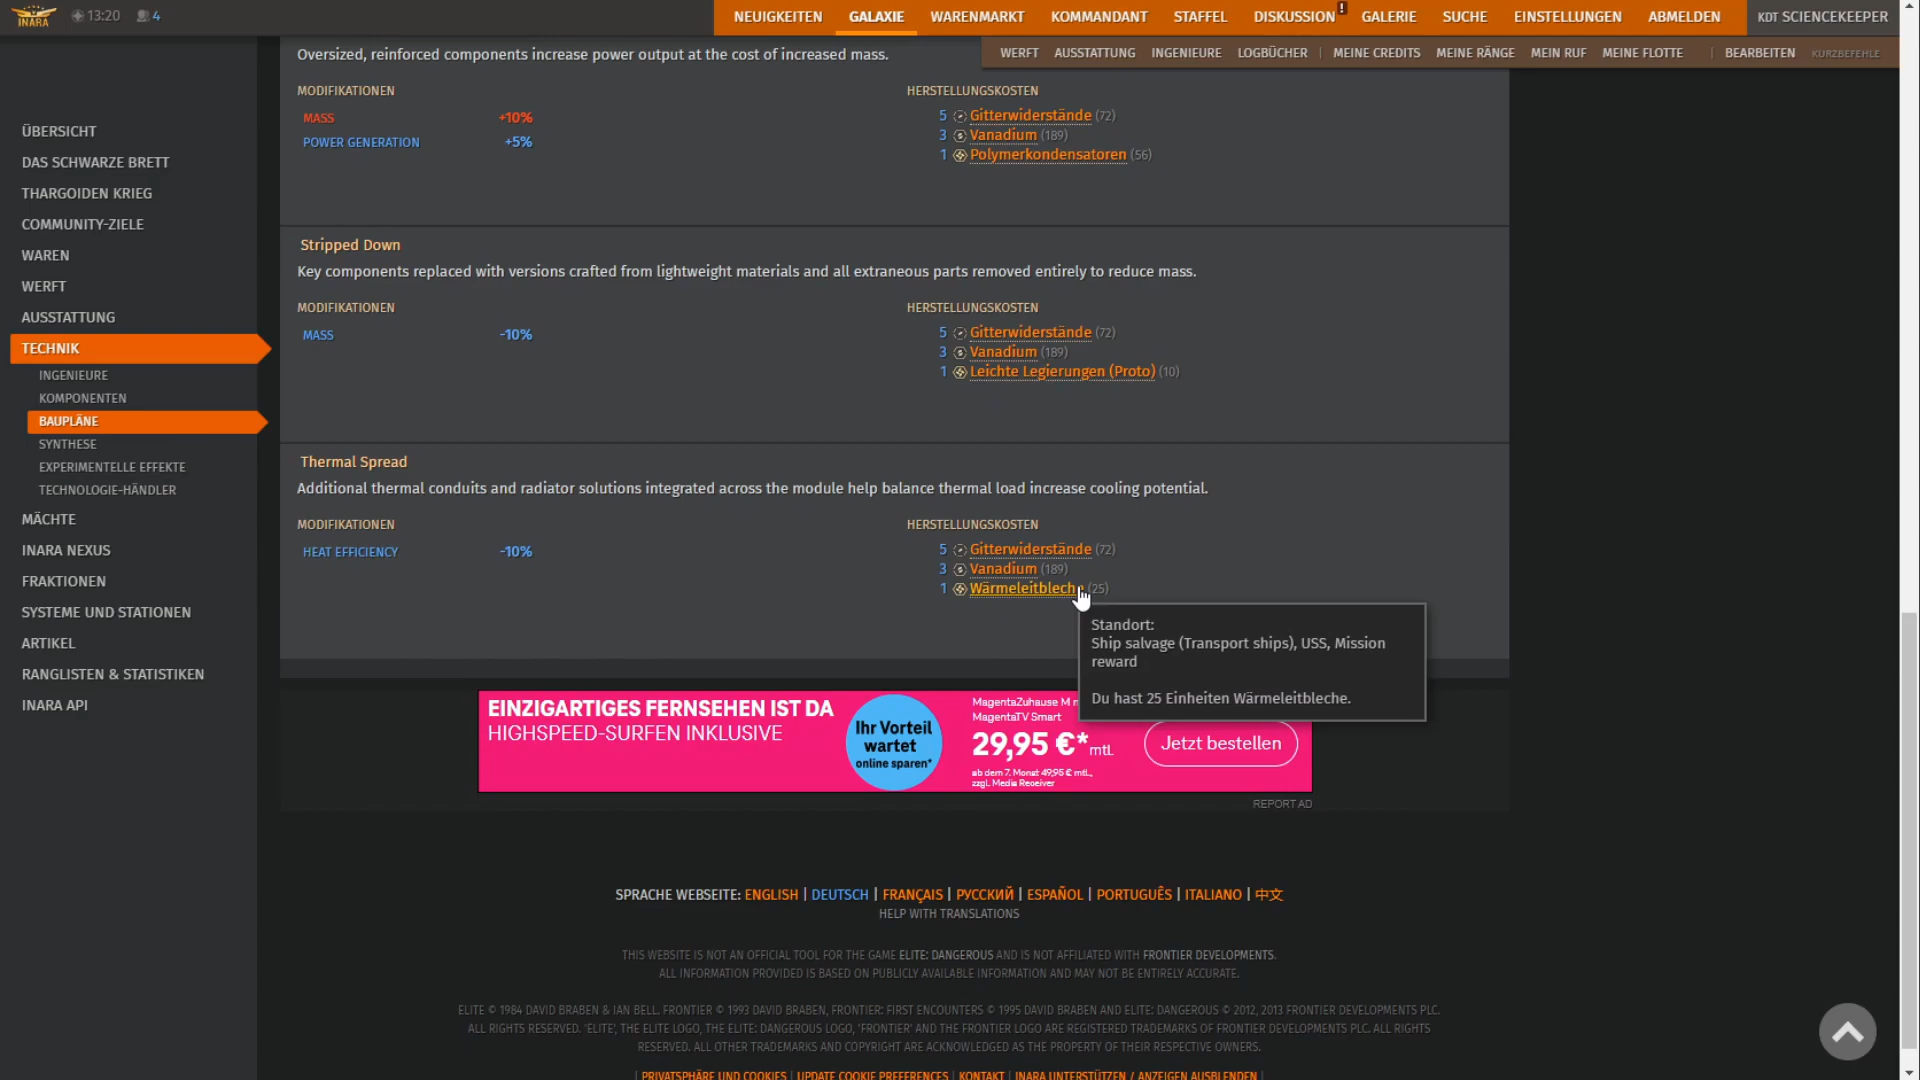 INARA
13:20
4
NEUIGKEITEN GALAXIE WARENMARKT KOMMANDANT STAFFEL DISKUSSION ! GALERIE SUCHE EINSTELLUNGEN ABMELDEN KDT SCIENCEKEEPER
WERFT AUSSTATTUNG INGENIEURE LOGBÜCHER | MEINE CREDITS MEINE RÄNGE MEIN RUF MEINE FLOTTE | BEARBEITEN KURZBEFEHLE
ÜBERSICHT
DAS SCHWARZE BRETT
THARGOIDEN KRIEG
COMMUNITY-ZIELE
WAREN
WERFT
AUSSTATTUNG
TECHNIK
INGENIEURE
KOMPONENTEN
BAUPLÄNE
SYNTHESE
EXPERIMENTELLE EFFEKTE
TECHNOLOGIE-HÄNDLER
MÄCHTE
INARA NEXUS
FRAKTIONEN
SYSTEME UND STATIONEN
ARTIKEL
RANGLISTEN & STATISTIKEN
INARA API
Oversized, reinforced components increase power output at the cost of increased mass.
MODIFIKATIONEN
MASS +10%
POWER GENERATION +5%
HERSTELLUNGSKOSTEN
5 Gitterwiderstände (72)
3 Vanadium (189)
1 Polymerkondensatoren (56)
Stripped Down
Key components replaced with versions crafted from lightweight materials and all extraneous parts removed entirely to reduce mass.
MODIFIKATIONEN
MASS -10%
HERSTELLUNGSKOSTEN
5 Gitterwiderstände (72)
3 Vanadium (189)
1 Leichte Legierungen (Proto) (10)
Thermal Spread
Additional thermal conduits and radiator solutions integrated across the module help balance thermal load increase cooling potential.
MODIFIKATIONEN
HEAT EFFICIENCY -10%
HERSTELLUNGSKOSTEN
5 Gitterwiderstände (72)
3 Vanadium (189)
1 Wärmeleitbleche (25)
Standort:
Ship salvage (Transport ships), USS, Mission
reward
Du hast 25 Einheiten Wärmeleitbleche.
EINZIGARTIGES FERNSEHEN IST DA
HIGHSPEED-SURFEN INKLUSIVE
Ihr Vorteil
wartet
online sparen*
MagentaZuhause M
MagentaTV Smart
29,95 €* mtl.
ab dem 7. Monat 49,95 € mtl.,
zzgl. Media Receiver
Jetzt bestellen
REPORT AD
SPRACHE WEBSEITE: ENGLISH | DEUTSCH | FRANÇAIS | РУССКИЙ | ESPAÑOL | PORTUGUÊS | ITALIANO | 中文
HELP WITH TRANSLATIONS
THIS WEBSITE IS NOT AN OFFICIAL TOOL FOR THE GAME ELITE: DANGEROUS AND IS NOT AFFILIATED WITH FRONTIER DEVELOPMENTS.
ALL INFORMATION PROVIDED IS BASED ON PUBLICLY AVAILABLE INFORMATION AND MAY NOT BE ENTIRELY ACCURATE.
ELITE © 1984 DAVID BRABEN & IAN BELL. FRONTIER © 1993 DAVID BRABEN, FRONTIER: FIRST ENCOUNTERS © 1995 DAVID BRABEN AND ELITE: DANGEROUS © 2012, 2013 FRONTIER DEVELOPMENTS PLC.
ALL RIGHTS RESERVED. 'ELITE', THE ELITE LOGO, THE ELITE: DANGEROUS LOGO, 'FRONTIER' AND THE FRONTIER LOGO ARE REGISTERED TRADEMARKS OF FRONTIER DEVELOPMENTS PLC. ALL RIGHTS
RESERVED. ALL OTHER TRADEMARKS AND COPYRIGHT ARE ACKNOWLEDGED AS THE PROPERTY OF THEIR RESPECTIVE OWNERS.
| PRIVATSPHÄRE UND COOKIES | UPDATE COOKIE PREFERENCES | KONTAKT | INARA UNTERSTÜTZEN / ANZEIGEN AUSBLENDEN |